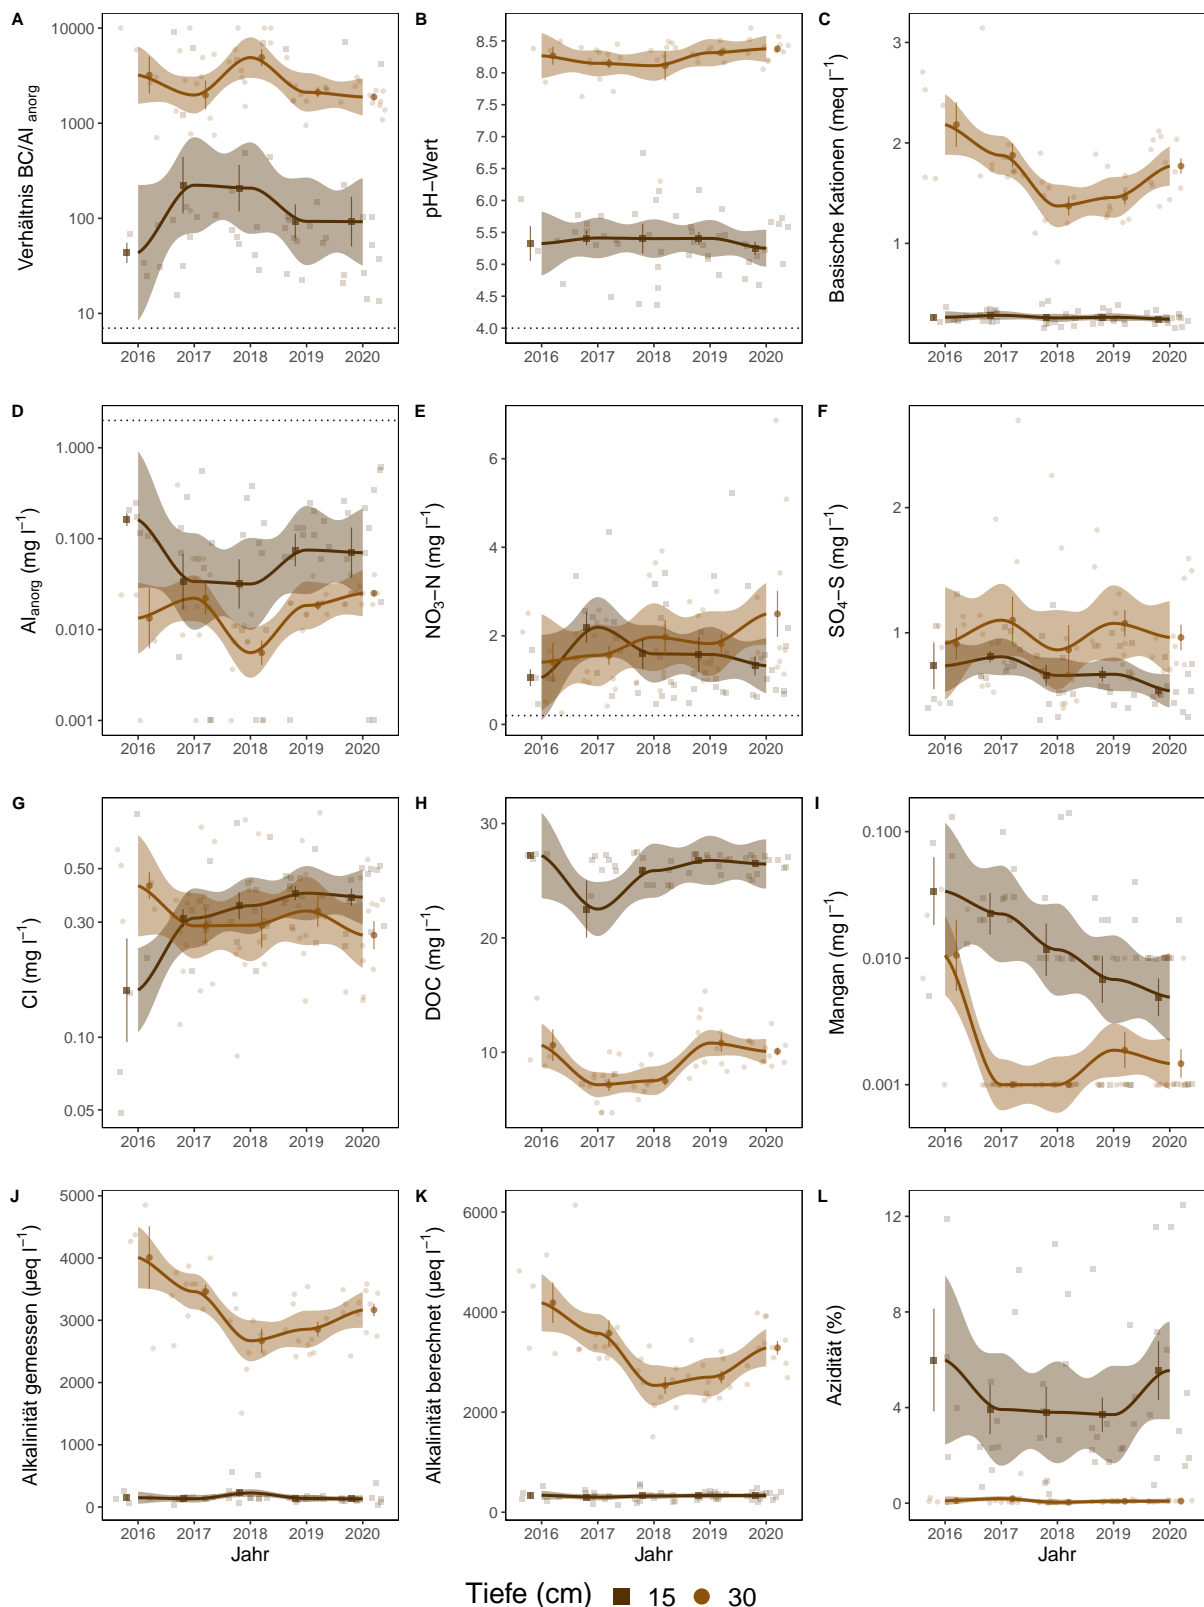 A
Verhältnis BC/Al anorg
10000
1000
100
10
2016 2017 2018 2019 2020
B
pH−Wert
8.5
8.0
7.5
7.0
6.5
6.0
5.5
5.0
4.5
4.0
2016 2017 2018 2019 2020
C
Basische Kationen (meq l−1)
3
2
1
2016 2017 2018 2019 2020
D
Alanorg (mg l−1)
1.000
0.100
0.010
0.001
2016 2017 2018 2019 2020
E
NO3−N (mg l−1)
6
4
2
0
2016 2017 2018 2019 2020
F
SO4−S (mg l−1)
2
1
2016 2017 2018 2019 2020
G
Cl (mg l−1)
0.50
0.30
0.10
0.05
2016 2017 2018 2019 2020
H
DOC (mg l−1)
30
20
10
2016 2017 2018 2019 2020
I
Mangan (mg l−1)
0.100
0.010
0.001
2016 2017 2018 2019 2020
J
Alkalinität gemessen (µeq l−1)
5000
4000
3000
2000
1000
0
2016 2017 2018 2019 2020
Jahr
K
Alkalinität berechnet (µeq l−1)
6000
4000
2000
0
2016 2017 2018 2019 2020
Jahr
L
Azidität (%)
12
8
4
0
2016 2017 2018 2019 2020
Jahr
Tiefe (cm) 15 30